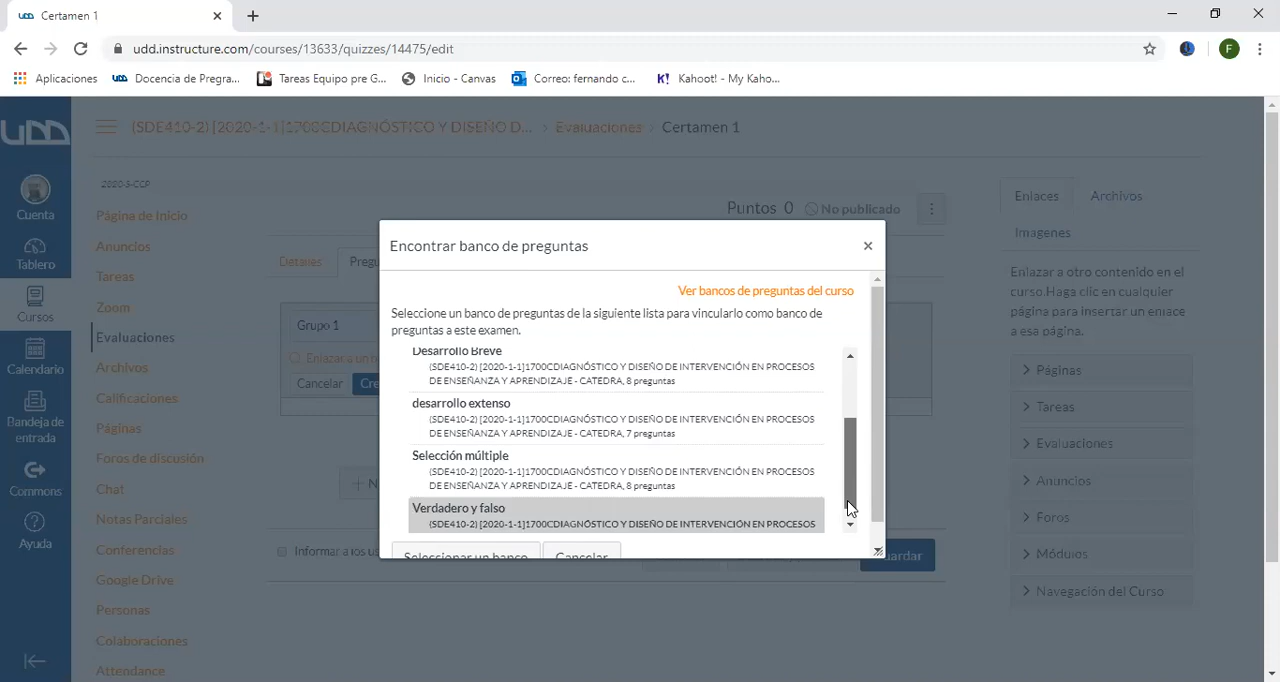 Certamen 1
udd.instructure.com/courses/13633/quizzes/14475/edit
F
Aplicaciones
Docencia de Pregra...
Tareas Equipo pre G...
Inicio - Canvas
Correo: fernando c...
K! Kahoot! - My Kaho...
UDD
(SDE410-2) [2020-1-1]1700CDIAGNÓSTICO Y DISEÑO D... > Evaluaciones > Certamen 1
Cuenta
Tablero
Cursos
Calendario
Bandeja de
entrada
Commons
Ayuda
Página de Inicio
Anuncios
Tareas
Zoom
Evaluaciones
Archivos
Calificaciones
Páginas
Foros de discusión
Chat
Notas Parciales
Conferencias
Google Drive
Personas
Colaboraciones
Attendance
Puntos 0 No publicado
Detalles
Grupo 1
Cancelar
Encontrar banco de preguntas
Ver bancos de preguntas del curso
Seleccione un banco de preguntas de la siguiente lista para vincularlo como banco de
preguntas a este examen.
Desarrollo Breve
(SDE410-2) [2020-1-1]1700CDIAGNÓSTICO Y DISEÑO DE INTERVENCIÓN EN PROCESOS
DE ENSEÑANZA Y APRENDIZAJE - CATEDRA, 8 preguntas
desarrollo extenso
(SDE410-2) [2020-1-1]1700CDIAGNÓSTICO Y DISEÑO DE INTERVENCIÓN EN PROCESOS
DE ENSEÑANZA Y APRENDIZAJE - CATEDRA, 7 preguntas
Selección múltiple
(SDE410-2) [2020-1-1]1700CDIAGNÓSTICO Y DISEÑO DE INTERVENCIÓN EN PROCESOS
DE ENSEÑANZA Y APRENDIZAJE - CATEDRA, 8 preguntas
Verdadero y falso
(SDE410-2) [2020-1-1]1700CDIAGNÓSTICO Y DISEÑO DE INTERVENCIÓN EN PROCESOS
Seleccionar un banco
Cancelar
Informar a los
Enlaces
Archivos
Imagenes
Enlazar a otro contenido en el
curso.Haga clic en cualquier
página para insertar un enlace
a esa página.
Páginas
Tareas
Evaluaciones
Anuncios
Foros
Módulos
Navegación del Curso